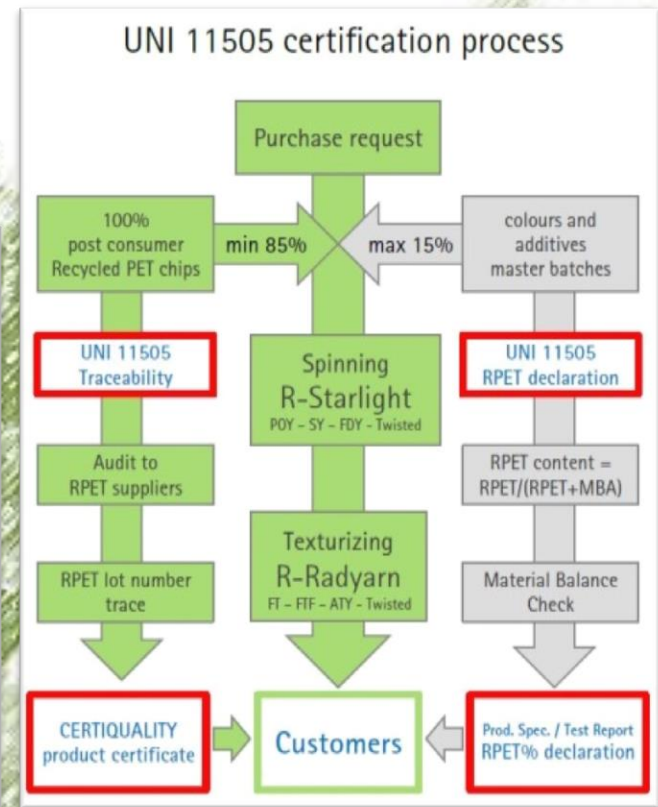 UNI 11505 certification process
Purchase request
100%
post consumer
Recycled PET chips
min 85%
max 15%
colours and
additives
master batches
UNI 11505
Traceability
Spinning
R-Starlight
POY - SY - FDY - Twisted
UNI 11505
RPET declaration
Audit to
RPET suppliers
RPET content =
RPET/(RPET+MBA)
Texturizing
R-Radyarn
FT - FTF - ATY - Twisted
RPET lot number
trace
Material Balance
Check
CERTIQUALITY
product certificate
Customers
Prod. Spec. / Test Report
RPET% declaration